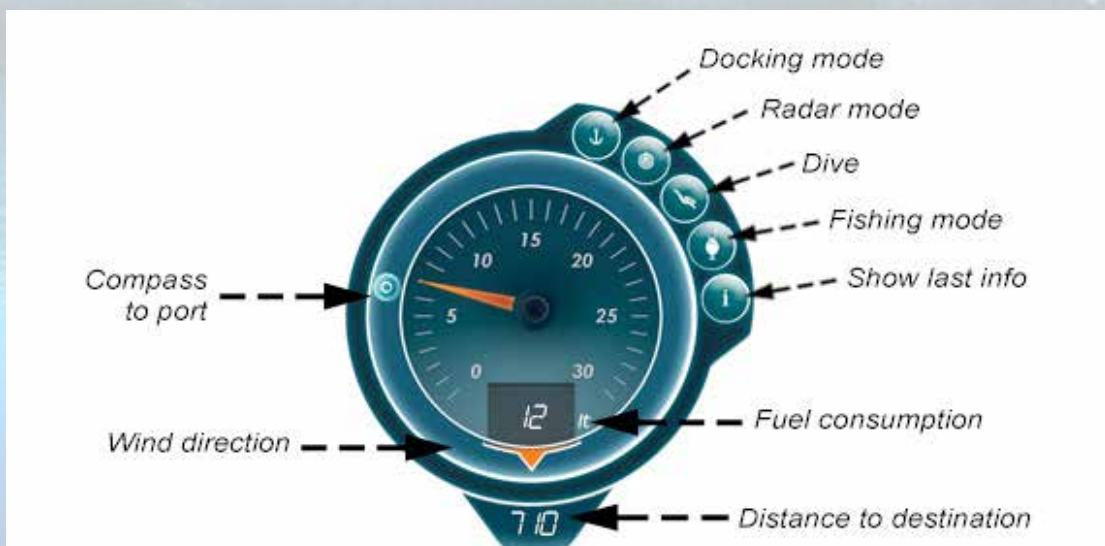 Docking mode
Radar mode
Dive
Fishing mode
Show last info
Compass
to port
15
10
20
5
25
0
30
12 lt
Fuel consumption
Wind direction
710
Distance to destination
i